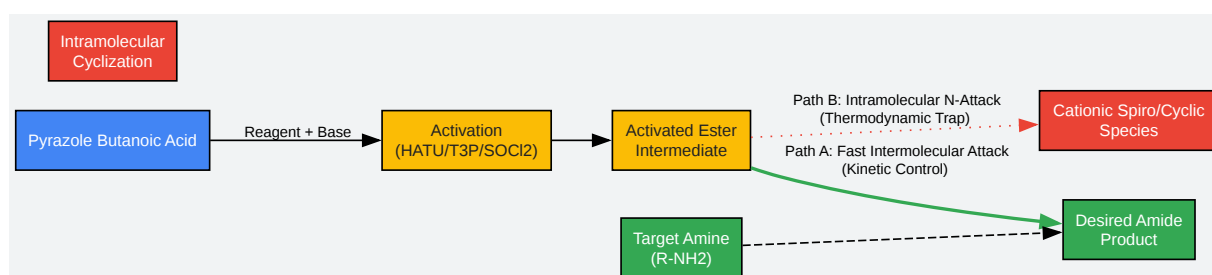 Intramolecular
Cyclization
Pyrazole Butanoic Acid
Reagent + Base
Activation
(HATU/T3P/SOCl2)
Activated Ester
Intermediate
Path B: Intramolecular N-Attack
(Thermodynamic Trap)
Path A: Fast Intermolecular Attack
(Kinetic Control)
Cationic Spiro/Cyclic
Species
Target Amine
(R-NH2)
Desired Amide
Product